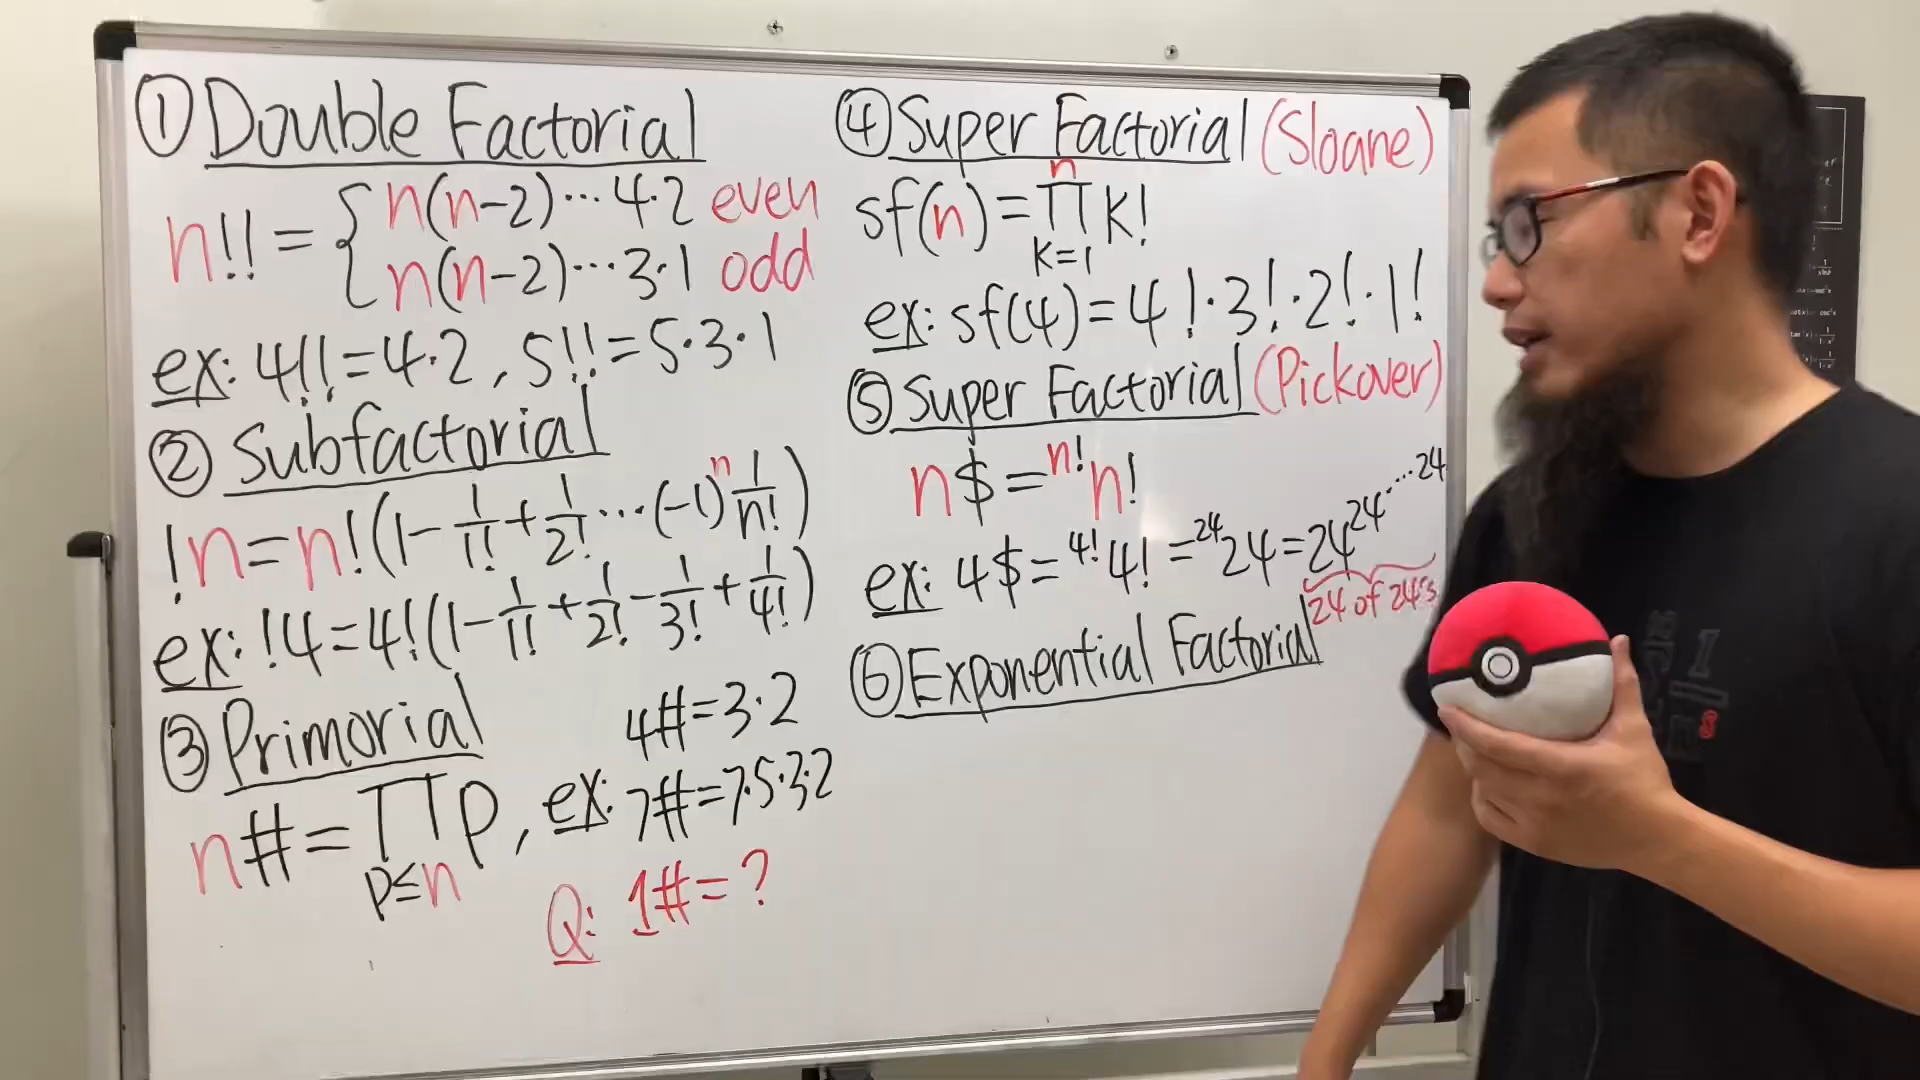 ① Double Factorial
n!! = { n(n-2)…4·2 even
n(n-2)…3·1 odd
ex: 4!! = 4·2, 5!! = 5·3·1
② Subfactorial
!n = n!(1 - 1/1! + 1/2! … (-1)ⁿ 1/n!)
ex: !4 = 4!(1 - 1/1! + 1/2! - 1/3! + 1/4!)
③ Primorial
n# = ∏ p, ex:
p≤n
4# = 3·2
7# = 7·5·3·2
Q: 1# = ?
④ Super Factorial (Sloane)
n
sf(n) = ∏ k!
k=1
ex: sf(4) = 4!·3!·2!·1!
⑤ Super Factorial (Pickover)
n$ = ⁿ!n!
ex: 4$ = ⁴!4! = ²⁴24 = 24^24^…^24
24 of 24's
⑥ Exponential Factorial